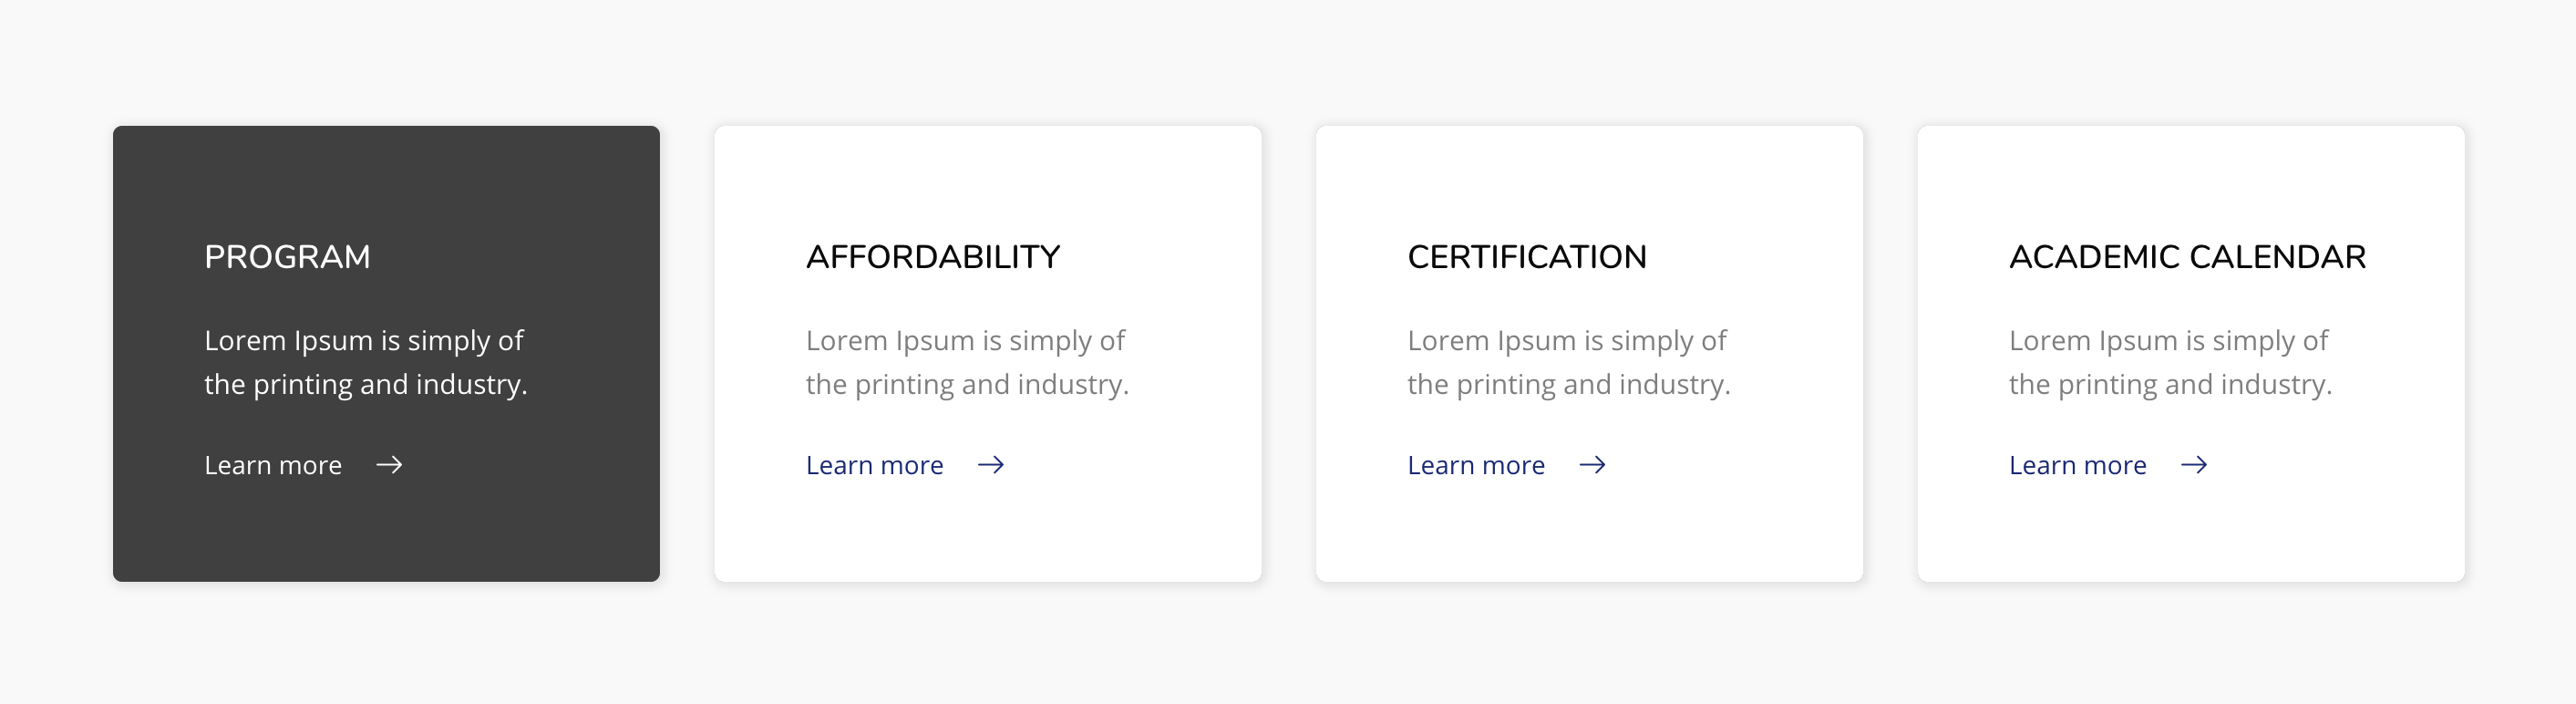 PROGRAM
Lorem Ipsum is simply of
the printing and industry.
Learn more
AFFORDABILITY
Lorem Ipsum is simply of
the printing and industry.
Learn more
CERTIFICATION
Lorem Ipsum is simply of
the printing and industry.
Learn more
ACADEMIC CALENDAR
Lorem Ipsum is simply of
the printing and industry.
Learn more